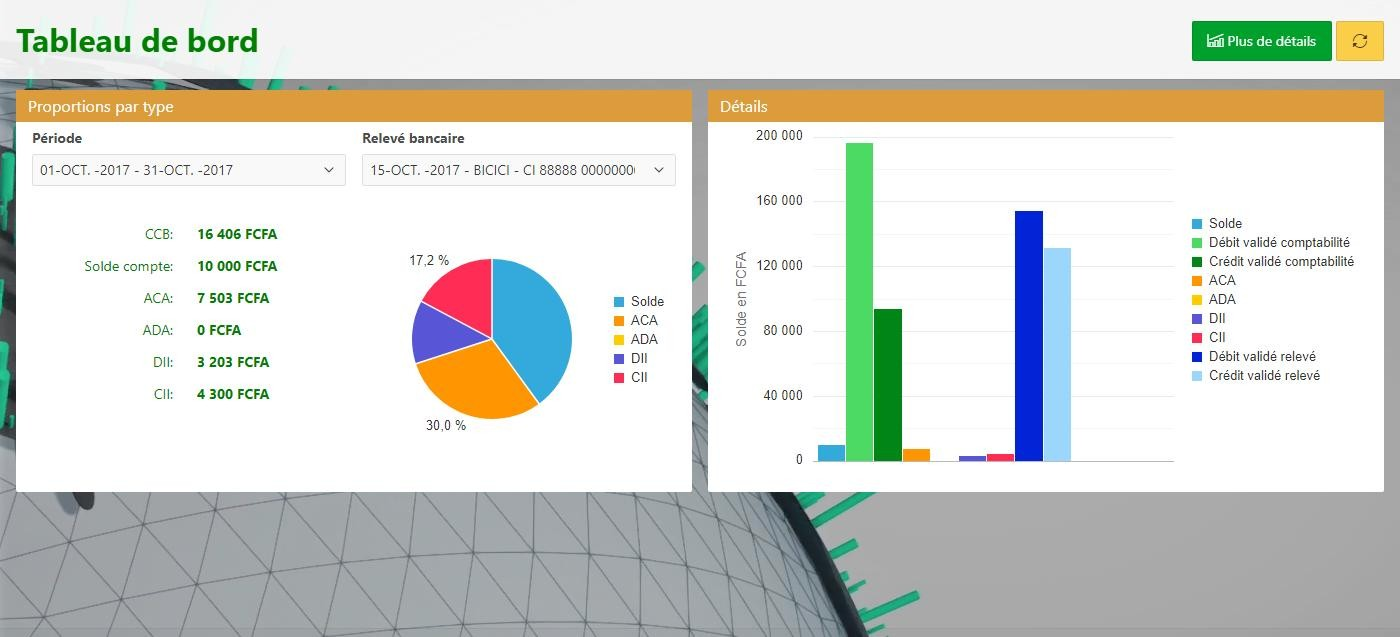 Tableau de bord
Plus de détails
Proportions par type
Période
Relevé bancaire
01-OCT. -2017 - 31-OCT. -2017
15-OCT. -2017 - BICICI - CI 88888 0000000
CCB: 16 406 FCFA
Solde compte: 10 000 FCFA
ACA: 7 503 FCFA
ADA: 0 FCFA
DII: 3 203 FCFA
CII: 4 300 FCFA
17,2 %
30,0 %
Solde
ACA
ADA
DII
CII
Détails
Solde en FCFA
200 000
160 000
120 000
80 000
40 000
0
Solde
Débit validé comptabilité
Crédit validé comptabilité
ACA
ADA
DII
CII
Débit validé relevé
Crédit validé relevé